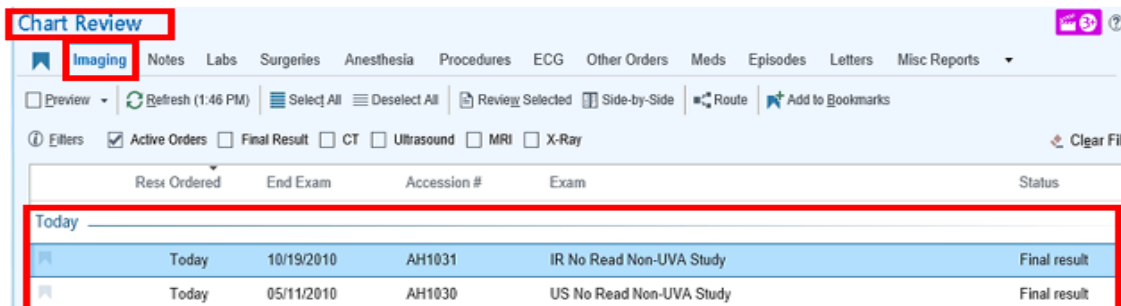 Chart Review 3+
Imaging Notes Labs Surgeries Anesthesia Procedures ECG Other Orders Meds Episodes Letters Misc Reports
Preview Refresh (1:46 PM) Select All Deselect All Review Selected Side-by-Side Route Add to Bookmarks
Filters Active Orders Final Result CT Ultrasound MRI X-Ray Clear Fil
Rese Ordered End Exam Accession # Exam Status
Today
Today 10/19/2010 AH1031 IR No Read Non-UVA Study Final result
Today 05/11/2010 AH1030 US No Read Non-UVA Study Final result